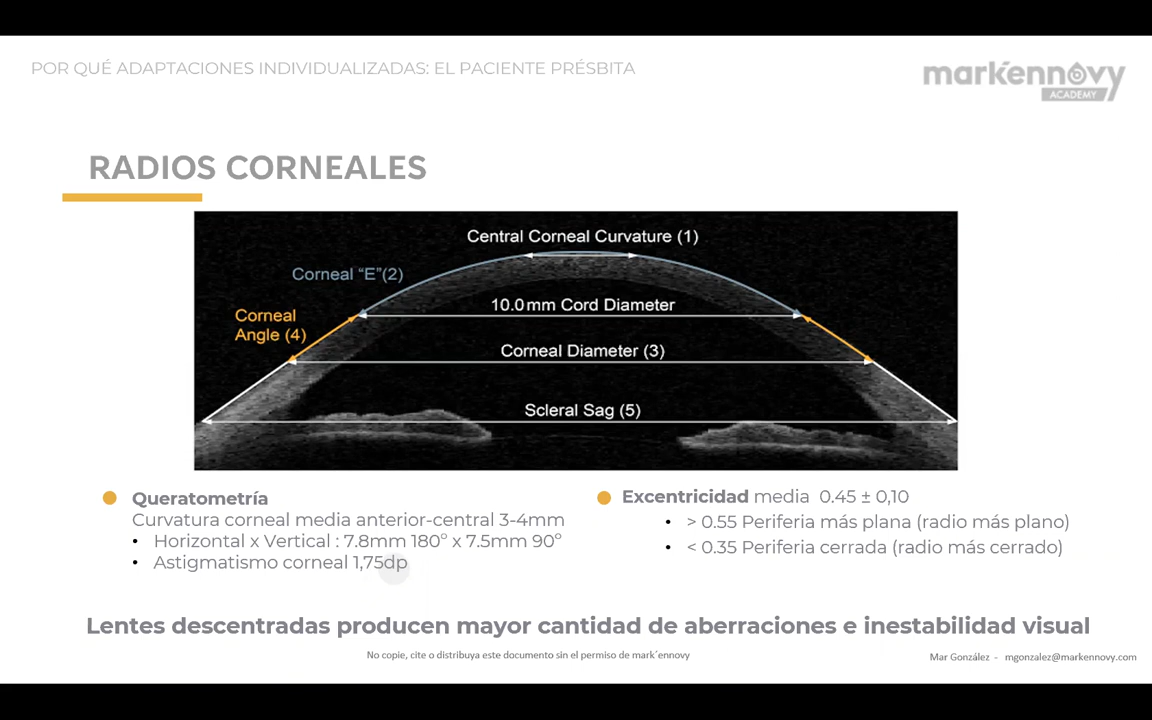 POR QUÉ ADAPTACIONES INDIVIDUALIZADAS: EL PACIENTE PRÉSBITA
markennovy
ACADEMY
RADIOS CORNEALES
Central Corneal Curvature (1)
Corneal “E”(2)
10.0mm Cord Diameter
Corneal
Angle (4)
Corneal Diameter (3)
Scleral Sag (5)
Queratometría
Curvatura corneal media anterior-central 3-4mm
• Horizontal x Vertical : 7.8mm 180º x 7.5mm 90º
• Astigmatismo corneal 1,75dp
Excentricidad media 0.45 ± 0,10
• > 0.55 Periferia más plana (radio más plano)
• < 0.35 Periferia cerrada (radio más cerrado)
Lentes descentradas producen mayor cantidad de aberraciones e inestabilidad visual
No copie, cite o distribuya este documento sin el permiso de mark´ennovy
Mar González - mgonzalez@markennovy.com